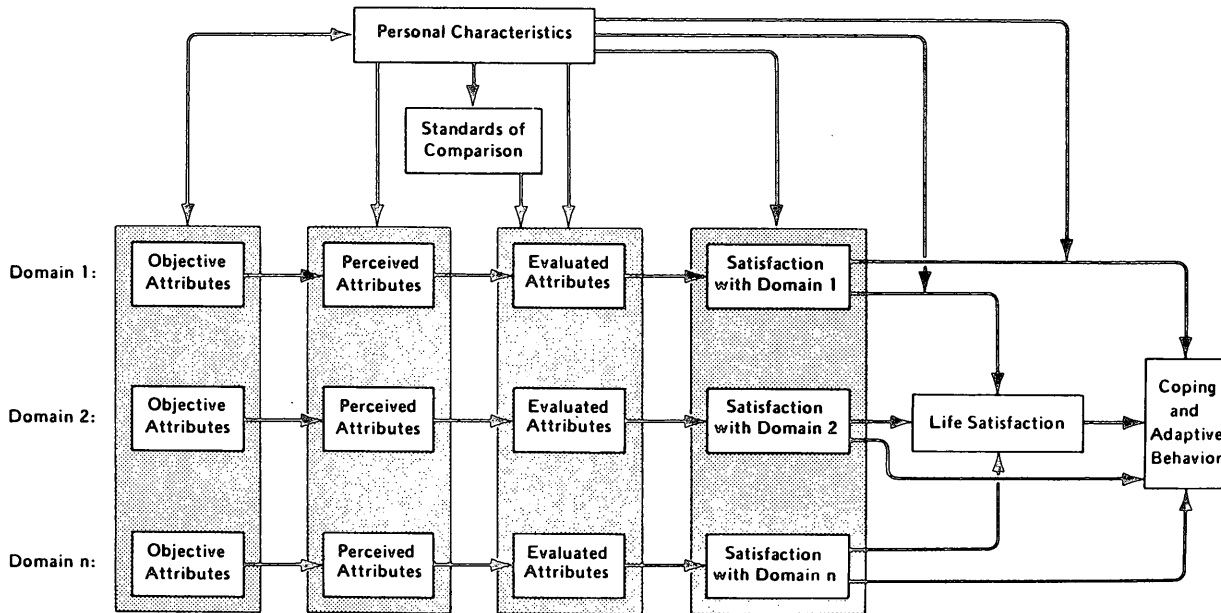 Personal Characteristics
Standards of
Comparison
Domain 1:
Objective
Attributes
Perceived
Attributes
Evaluated
Attributes
Satisfaction
with Domain 1
Domain 2:
Objective
Attributes
Perceived
Attributes
Evaluated
Attributes
Satisfaction
with Domain 2
Life Satisfaction
Coping
and
Adaptive
Behavior
Domain n:
Objective
Attributes
Perceived
Attributes
Evaluated
Attributes
Satisfaction
with Domain n